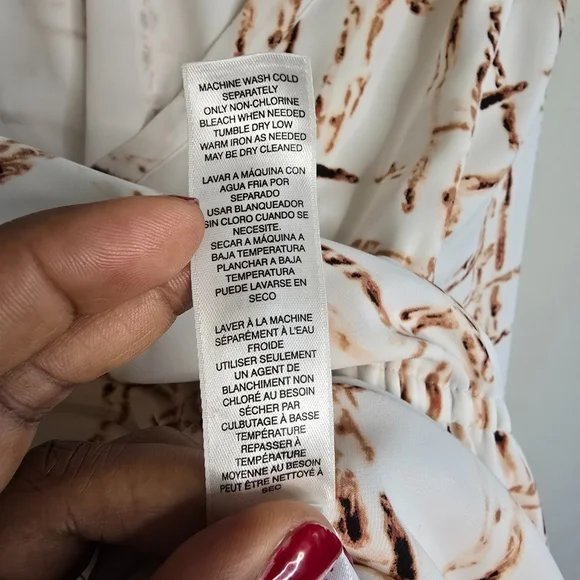 MACHINE WASH COLD
SEPARATELY
ONLY NON-CHLORINE
BLEACH WHEN NEEDED
TUMBLE DRY LOW
WARM IRON AS NEEDED
MAY BE DRY CLEANED
LAVAR A MÁQUINA CON
AGUA FRIA POR
SEPARADO
USAR BLANQUEADOR
SIN CLORO CUANDO SE
NECESITE.
SECAR A MÁQUINA A
BAJA TEMPERATURA
PLANCHAR A BAJA
TEMPERATURA
PUEDE LAVARSE EN
SECO
LAVER À LA MACHINE
SÉPARÉMENT À L'EAU
FROIDE
UTILISER SEULEMENT
UN AGENT DE
BLANCHIMENT NON
CHLORÉ AU BESOIN
SÉCHER PAR
CULBUTAGE À BASSE
TEMPÉRATURE
REPASSER À
TEMPÉRATURE
MOYENNE AU BESOIN
PEUT ÊTRE NETTOYÉ À
SEC